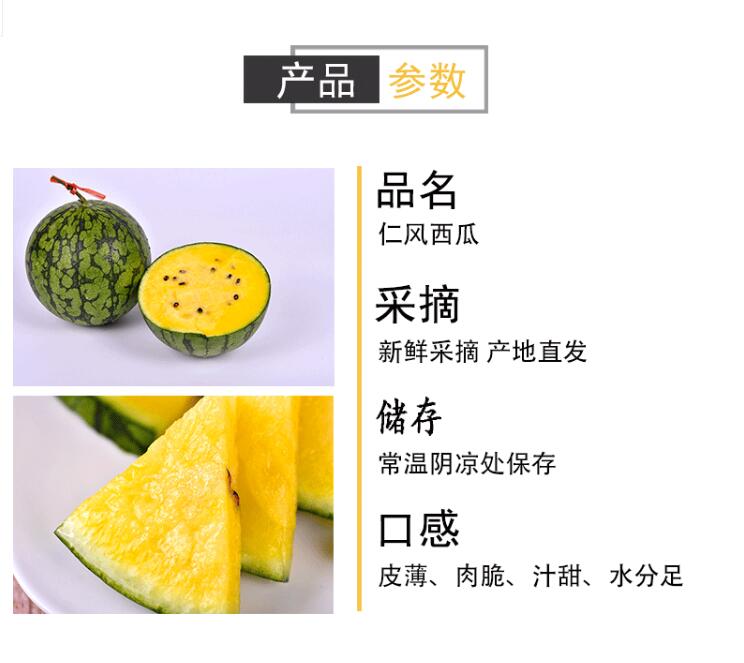 产品 参数
品名
仁风西瓜
采摘
新鲜采摘 产地直发
储存
常温阴凉处保存
口感
皮薄、肉脆、汁甜、水分足